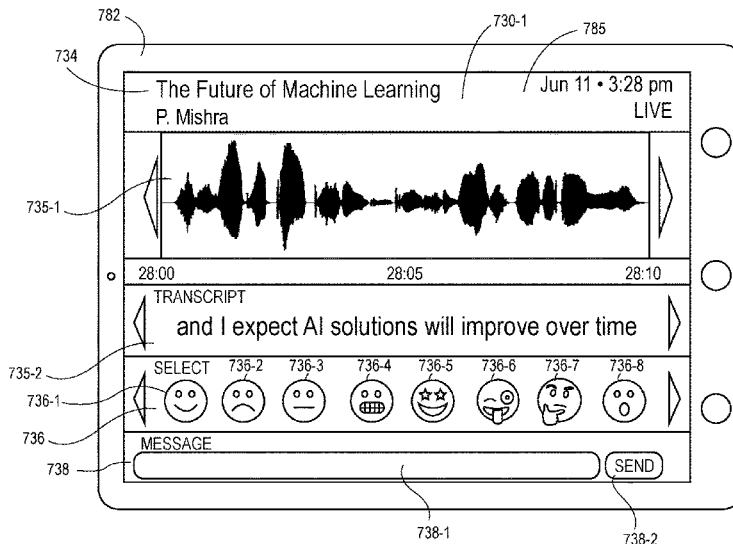 782
730-1
785
734
The Future of Machine Learning
Jun 11 • 3:28 pm
P. Mishra
LIVE
735-1
28:00
28:05
28:10
TRANSCRIPT
and I expect AI solutions will improve over time
735-2
SELECT
736-2
736-3
736-4
736-5
736-6
736-7
736-8
736-1
736
MESSAGE
738
SEND
738-1
738-2